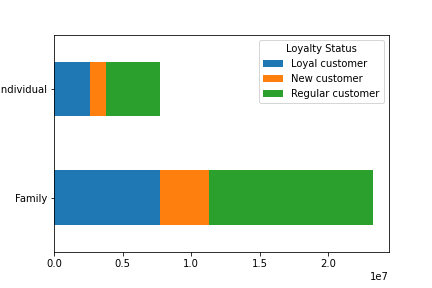 Loyalty Status
Loyal customer
New customer
Regular customer
ndividual
Family
0.0 0.5 1.0 1.5 2.0
1e7